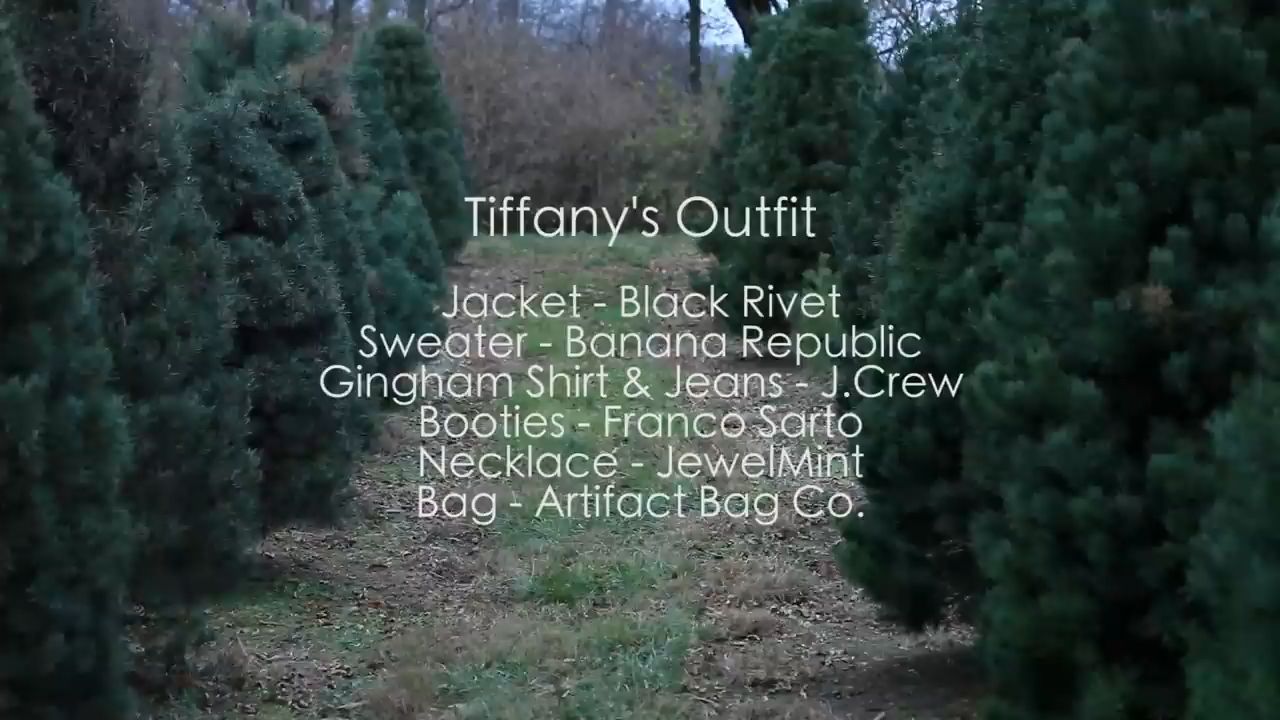 Tiffany's Outfit
Jacket - Black Rivet
Sweater - Banana Republic
Gingham Shirt & Jeans - J.Crew
Booties - Franco Sarto
Necklace - JewelMint
Bag - Artifact Bag Co.